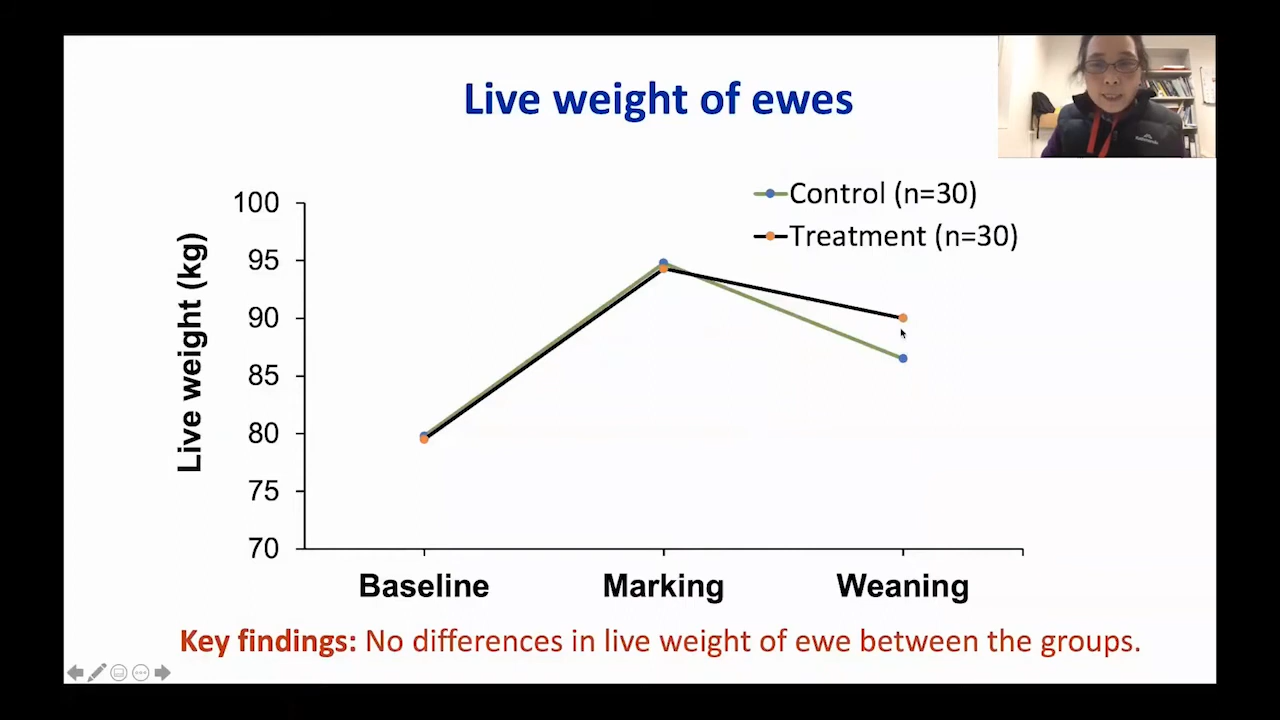 Live weight of ewes
Control (n=30)
Treatment (n=30)
Live weight (kg)
100
95
90
85
80
75
70
Baseline
Marking
Weaning
Key findings: No differences in live weight of ewe between the groups.